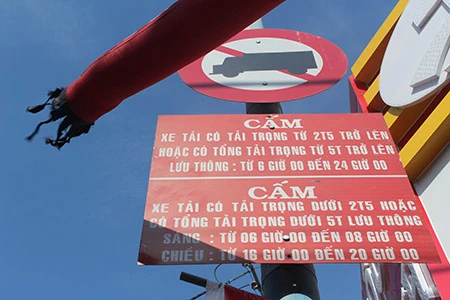 CẤM
XE TẢI CÓ TẢI TRỌNG TỪ 2T5 TRỞ LÊN
HOẶC CÓ TỔNG TẢI TRỌNG TỪ 5T TRỞ LÊN
LƯU THÔNG : TỪ 6 GIỜ 00 ĐẾN 24 GIỜ 00
CẤM
XE TẢI CÓ TẢI TRỌNG DƯỚI 2T5 HOẶC
CÓ TỔNG TẢI TRỌNG DƯỚI 5T LƯU THÔNG
SÁNG : TỪ 06 GIỜ 00 ĐẾN 08 GIỜ 00
CHIỀU : TỪ 16 GIỜ 00 ĐẾN 20 GIỜ 00